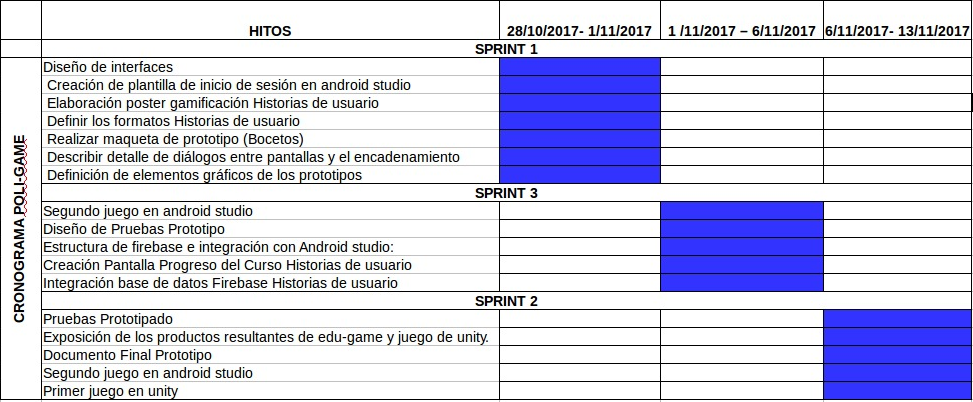 HITOS 28/10/2017- 1/11/2017 1 /11/2017 – 6/11/2017 6/11/2017- 13/11/2017
SPRINT 1
CRONOGRAMA POLI-GAME
Diseño de interfaces
Creación de plantilla de inicio de sesión en android studio
Elaboración poster gamificación Historias de usuario
Definir los formatos Historias de usuario
Realizar maqueta de prototipo (Bocetos)
Describir detalle de diálogos entre pantallas y el encadenamiento
Definición de elementos gráficos de los prototipos
SPRINT 3
Segundo juego en android studio
Diseño de Pruebas Prototipo
Estructura de firebase e integración con Android studio:
Creación Pantalla Progreso del Curso Historias de usuario
Integración base de datos Firebase Historias de usuario
SPRINT 2
Pruebas Prototipado
Exposición de los productos resultantes de edu-game y juego de unity.
Documento Final Prototipo
Segundo juego en android studio
Primer juego en unity